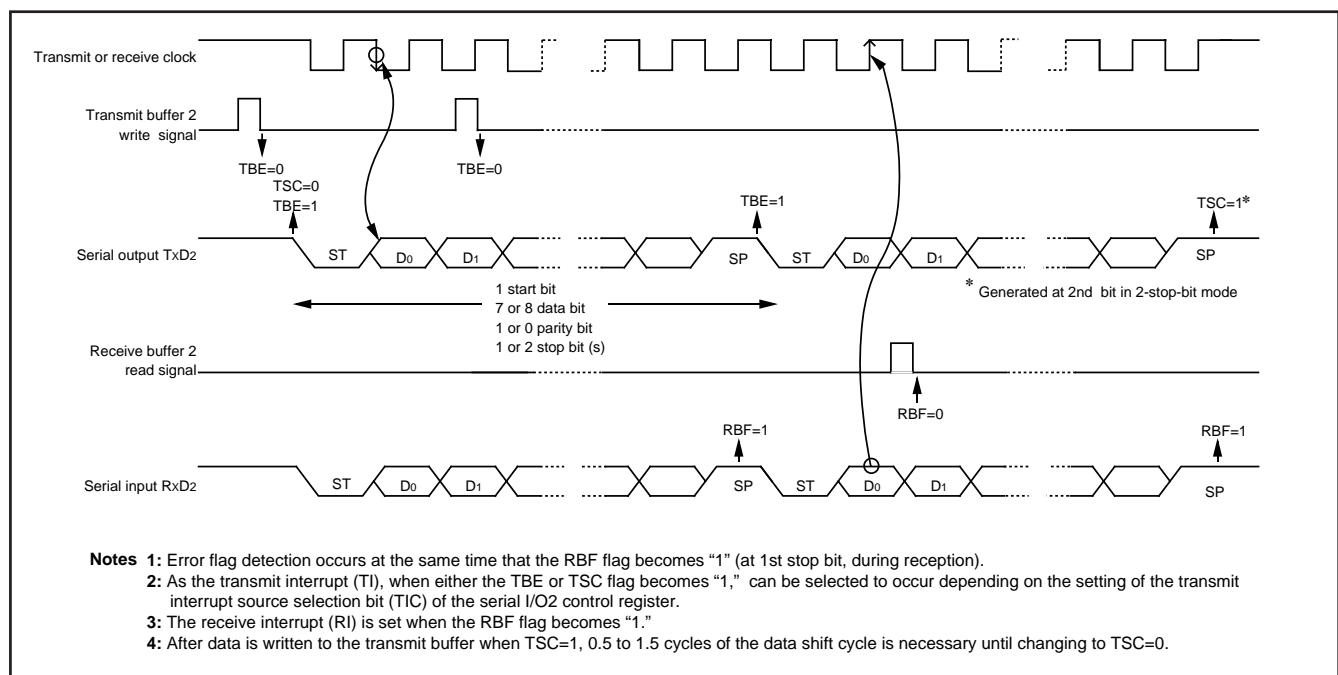 Transmit or receive clock
Transmit buffer 2
write signal
TBE=0
TSC=0
TBE=1
TBE=0
TBE=1
TSC=1*
Serial output TxD2
ST
D0
D1
SP
ST
D0
D1
SP
1 start bit
7 or 8 data bit
1 or 0 parity bit
1 or 2 stop bit (s)
* Generated at 2nd bit in 2-stop-bit mode
Receive buffer 2
read signal
RBF=0
RBF=1
RBF=1
Serial input RxD2
ST
D0
D1
SP
ST
D0
D1
SP
Notes 1: Error flag detection occurs at the same time that the RBF flag becomes “1” (at 1st stop bit, during reception).
2: As the transmit interrupt (TI), when either the TBE or TSC flag becomes “1,” can be selected to occur depending on the setting of the transmit
interrupt source selection bit (TIC) of the serial I/O2 control register.
3: The receive interrupt (RI) is set when the RBF flag becomes “1.”
4: After data is written to the transmit buffer when TSC=1, 0.5 to 1.5 cycles of the data shift cycle is necessary until changing to TSC=0.